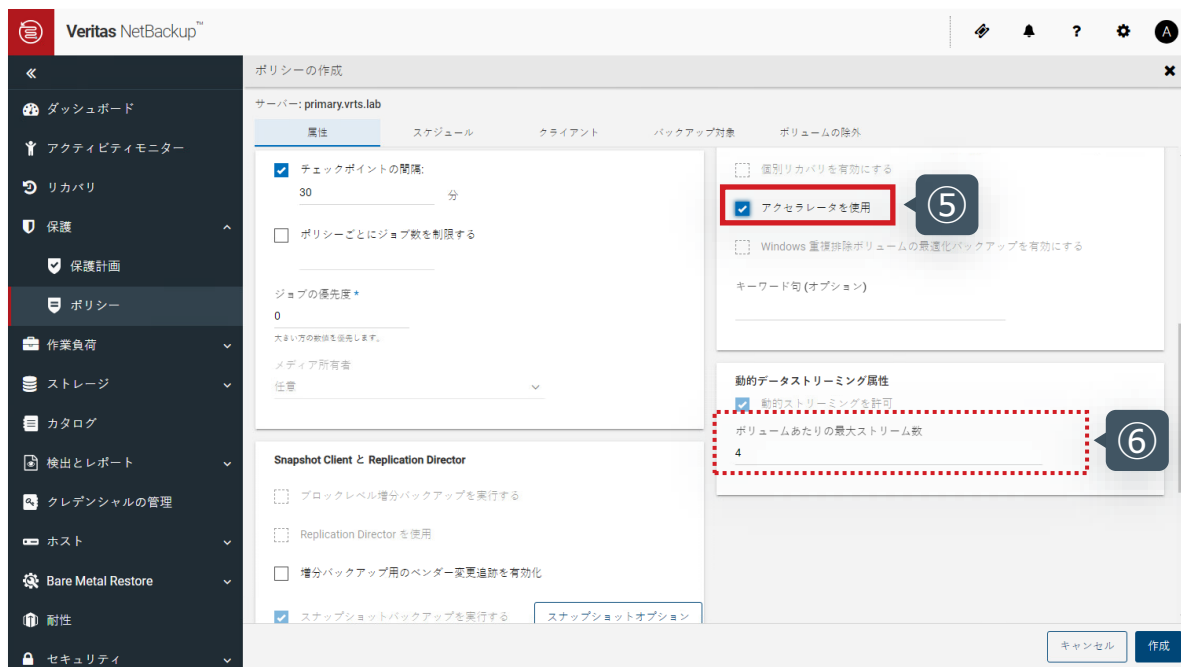 Veritas NetBackup™
?
A
ダッシュボード
アクティビティモニター
リカバリ
保護
保護計画
ポリシー
作業負荷
ストレージ
カタログ
検出とレポート
クレデンシャルの管理
ホスト
Bare Metal Restore
耐性
セキュリティ
ポリシーの作成
サーバー: primary.vrts.lab
属性 スケジュール クライアント バックアップ対象 ボリュームの除外
チェックポイントの間隔:
30 分
ポリシーごとにジョブ数を制限する
ジョブの優先度 *
0
大きい方の数値を優先します。
メディア所有者
任意
Snapshot Client と Replication Director
ブロックレベル増分バックアップを実行する
Replication Director を使用
増分バックアップ用のベンダー変更追跡を有効化
スナップショットバックアップを実行する スナップショットオプション
個別リカバリを有効にする
アクセラレータを使用 ⑤
Windows 重複排除ボリュームの最適化バックアップを有効にする
キーワード句 (オプション)
動的データストリーミング属性
動的ストリーミングを許可
ボリュームあたりの最大ストリーム数
4
⑥
キャンセル 作成